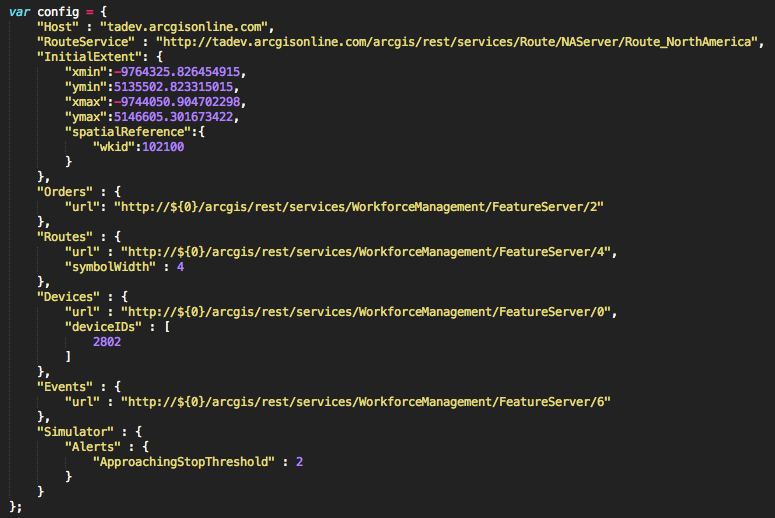 var config = {
    "Host" : "tadev.arcgisonline.com",
    "RouteService" : "http://tadev.arcgisonline.com/arcgis/rest/services/Route/NAServer/Route_NorthAmerica",
    "InitialExtent": {
        "xmin":-9764325.826454915,
        "ymin":5135502.823315015,
        "xmax":-9744050.904702298,
        "ymax":5146605.301673422,
        "spatialReference":{
            "wkid":102100
        }
    },
    "Orders" : {
        "url": "http://${0}/arcgis/rest/services/WorkforceManagement/FeatureServer/2"
    },
    "Routes" : {
        "url" : "http://${0}/arcgis/rest/services/WorkforceManagement/FeatureServer/4",
        "symbolWidth" : 4
    },
    "Devices" : {
        "url" : "http://${0}/arcgis/rest/services/WorkforceManagement/FeatureServer/0",
        "deviceIDs" : [
            2802
        ]
    },
    "Events" : {
        "url" : "http://${0}/arcgis/rest/services/WorkforceManagement/FeatureServer/6"
    },
    "Simulator" : {
        "Alerts" : {
            "ApproachingStopThreshold" : 2
        }
    }
};